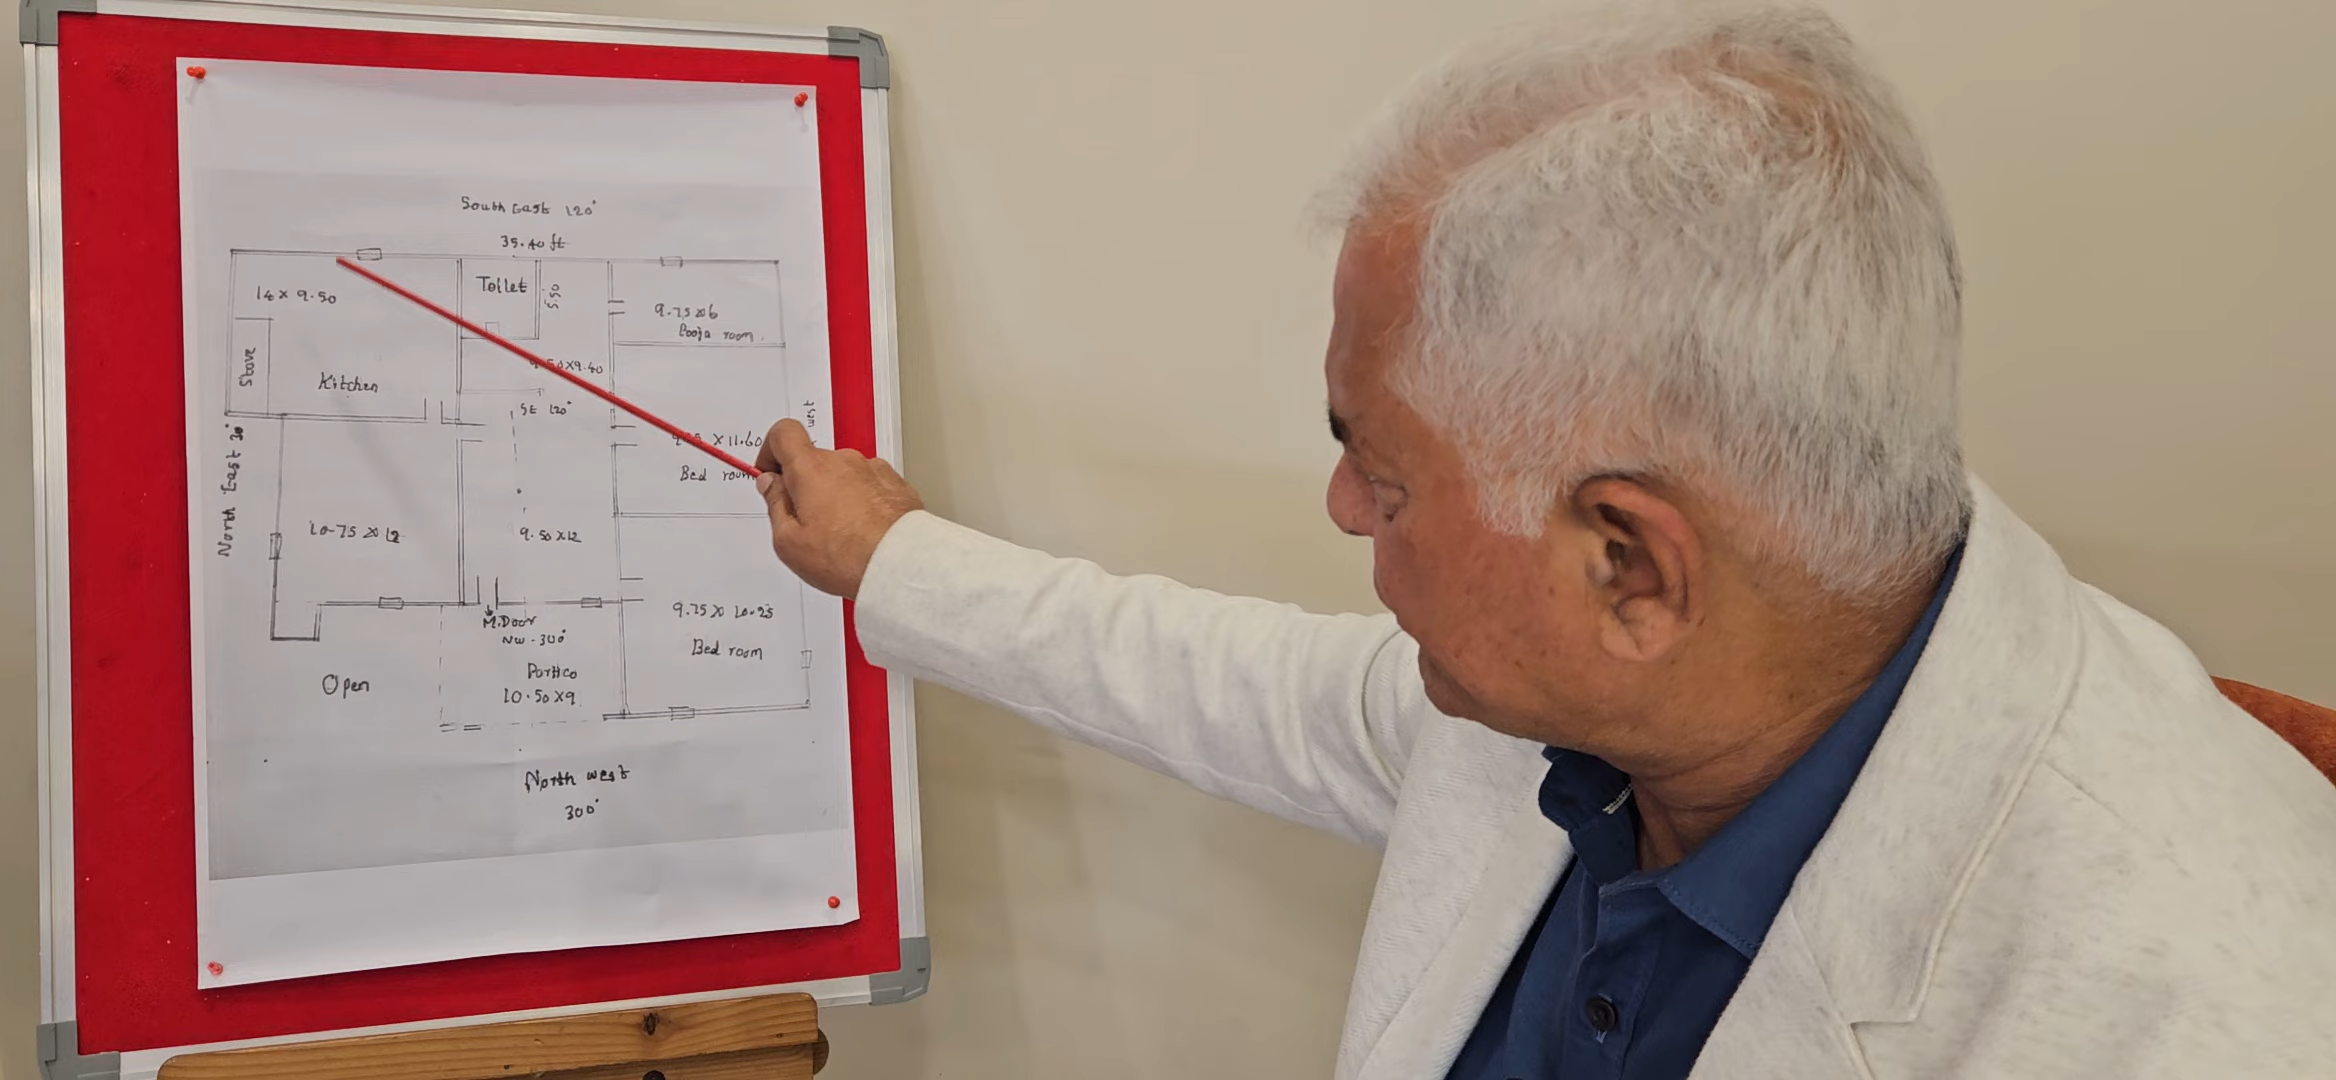 South East 120°
35.40 ft
14 x 9.50
Toilet
5.50
9.75 x 6
Pooja room
Stove
Kitchen
50 x 9.40
SE 120°
x 11.60
Bed room
west
North East 30°
10.75 x 12
9.50 x 12
M.Door
NW - 300°
9.75 x 10.25
Bed room
Open
Portico
10.50 x 9
North west
300°